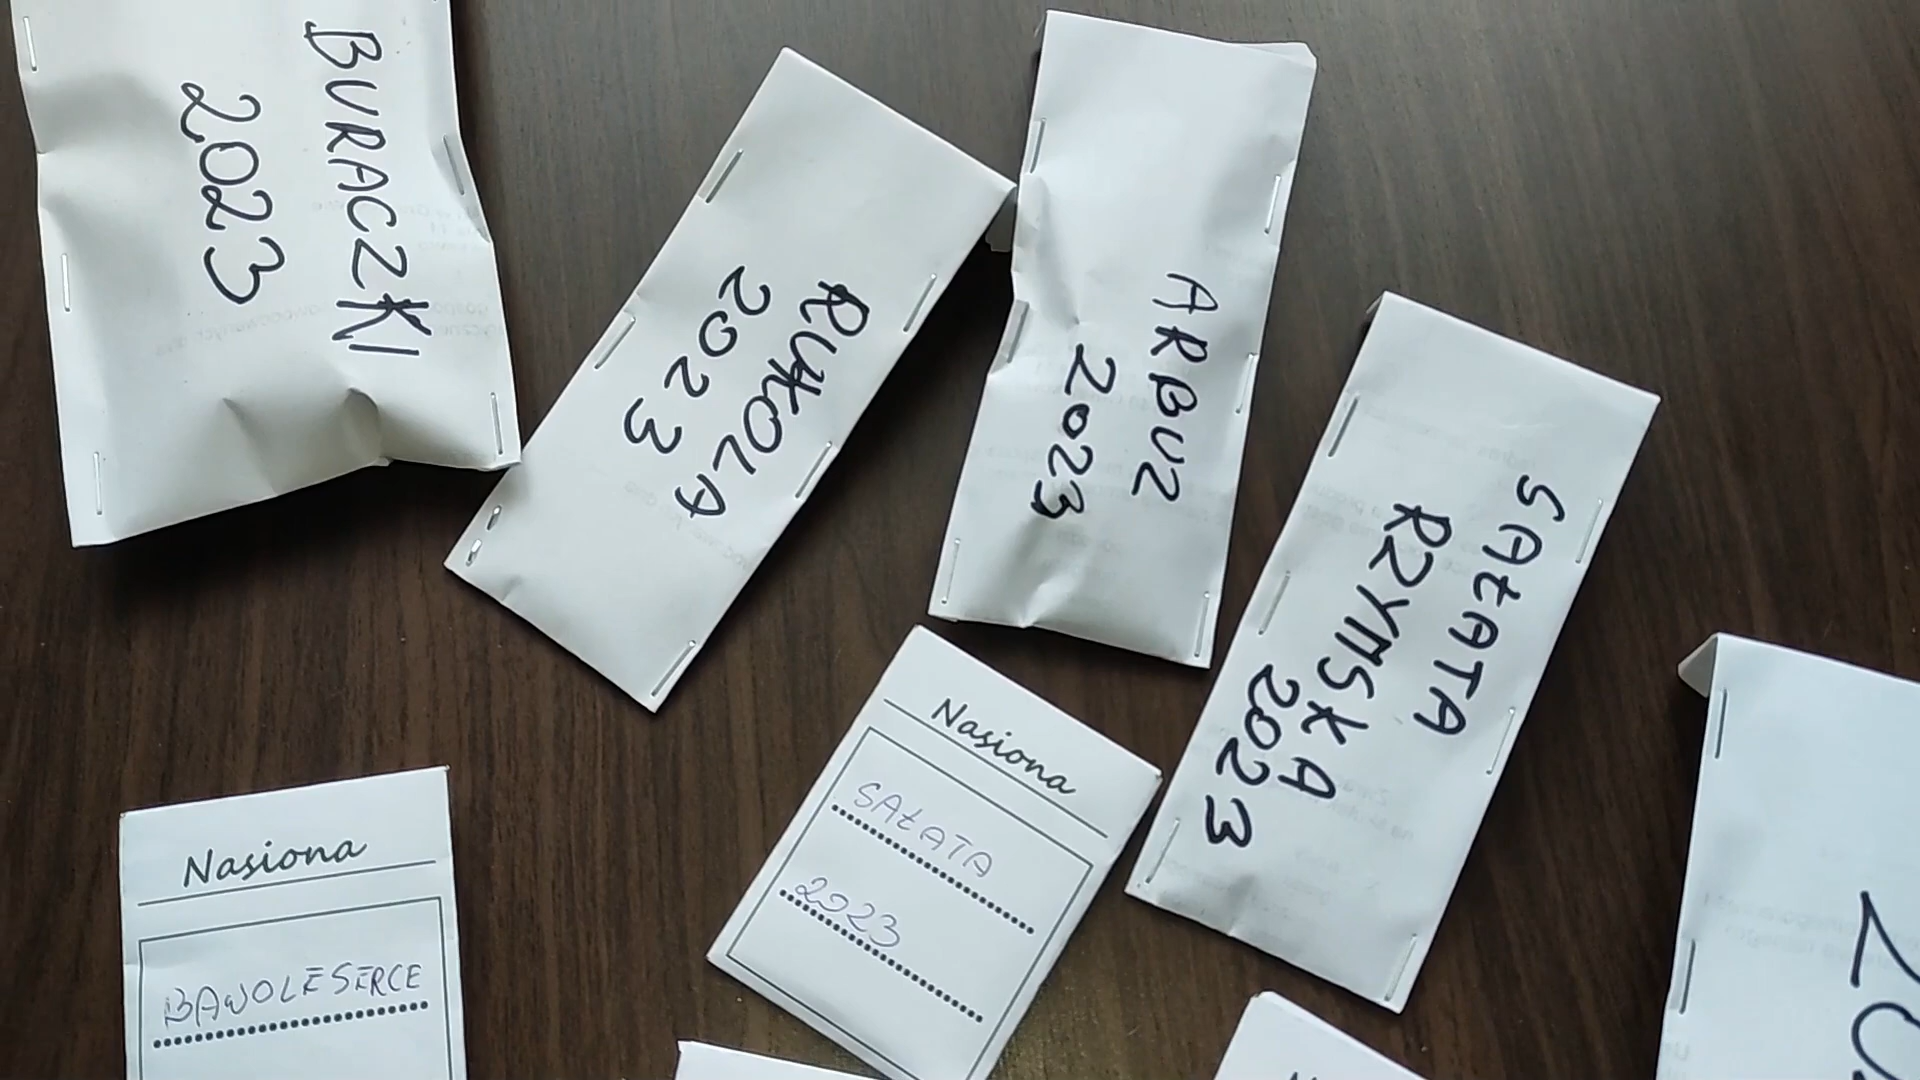 BURACZKI
2023
RUKOLA
2023
ARBUZ
2023
SAŁATA
RZYMSKA
2023
Nasiona
SAŁATA
2023
Nasiona
BAWOLE SERCE